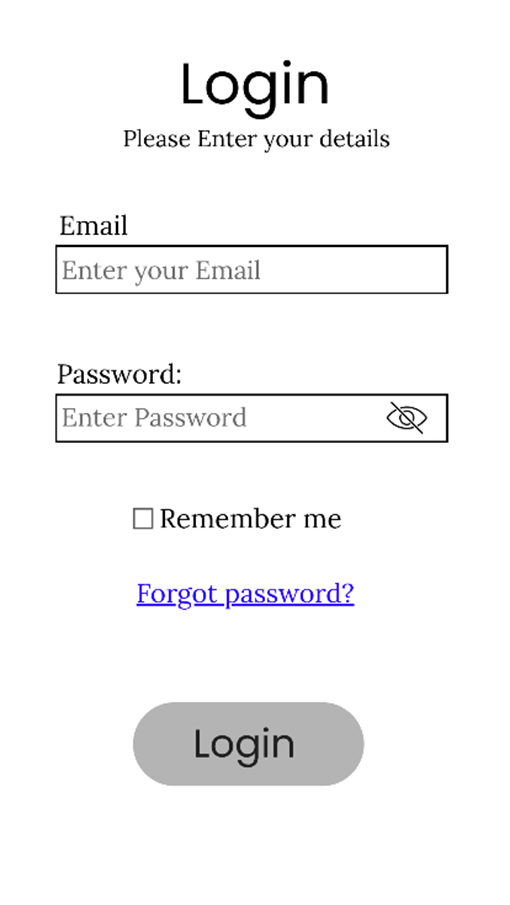 Login
Please Enter your details
Email
Enter your Email
Password:
Enter Password
Remember me
Forgot password?
Login